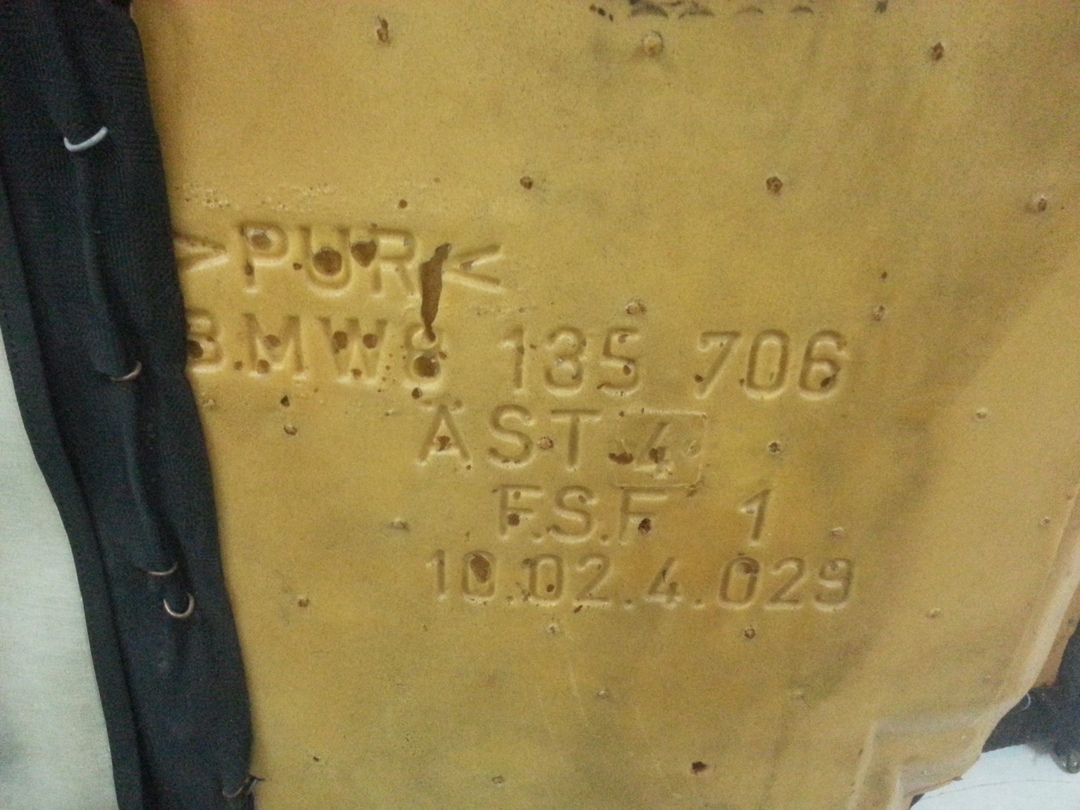 >PUR<
BMW8 135 706
AST 4
F.S.F 1
10.02.4.029